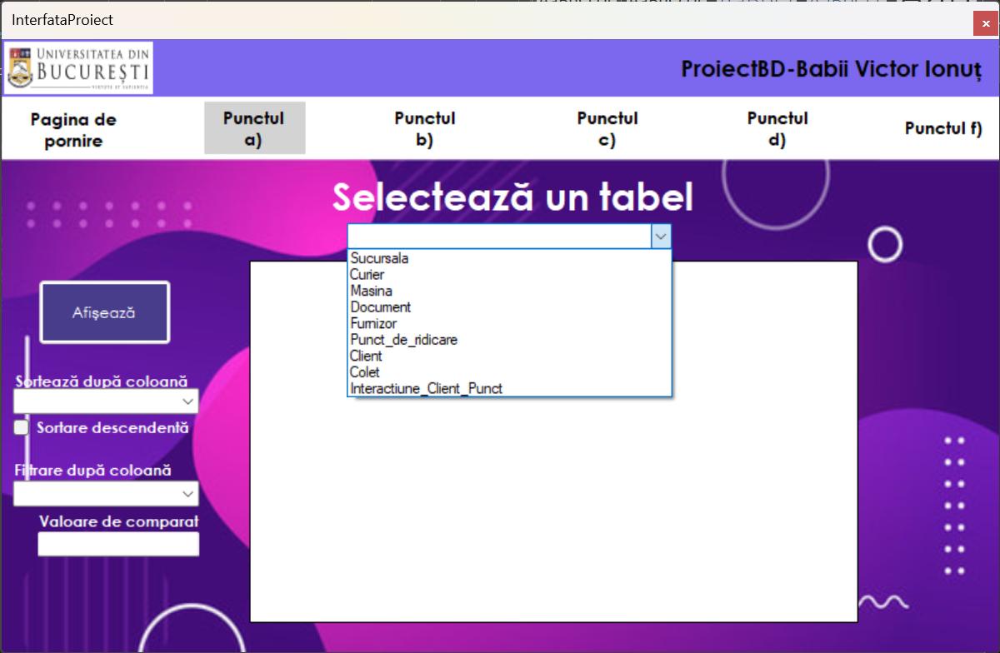 InterfataProiect
UNIVERSITATEA DIN
BUCUREȘTI
VIRTUTE ET SAPIENTIA
ProiectBD-Babii Victor Ionuț
Pagina de
pornire
Punctul
a)
Punctul
b)
Punctul
c)
Punctul
d)
Punctul f)
Selectează un tabel
Sucursala
Curier
Masina
Document
Furnizor
Punct_de_ridicare
Client
Colet
Interactiune_Client_Punct
Afișează
Sortează după coloană
Sortare descendentă
Filtrare după coloană
Valoare de comparat